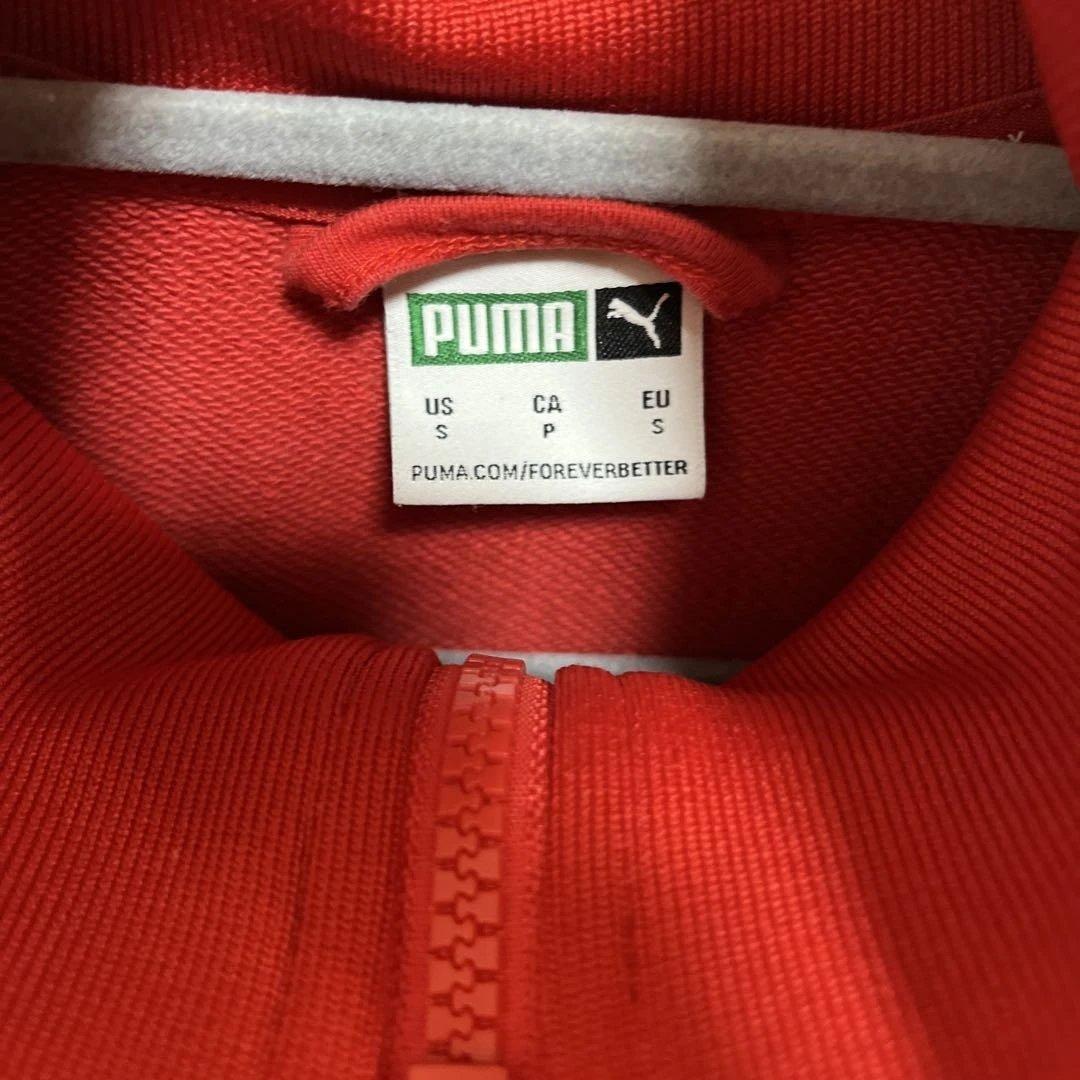 PUMA
US CA EU
S P S
PUMA.COM/FOREVERBETTER